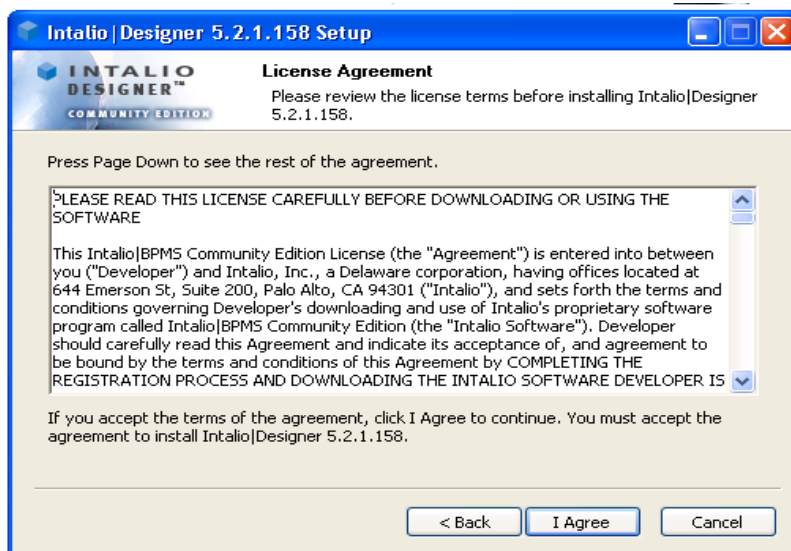 Intalio|Designer 5.2.1.158 Setup
INTALIO
DESIGNER™
COMMUNITY EDITION
License Agreement
Please review the license terms before installing Intalio|Designer
5.2.1.158.
Press Page Down to see the rest of the agreement.
PLEASE READ THIS LICENSE CAREFULLY BEFORE DOWNLOADING OR USING THE
SOFTWARE
This Intalio|BPMS Community Edition License (the "Agreement") is entered into between
you ("Developer") and Intalio, Inc., a Delaware corporation, having offices located at
644 Emerson St, Suite 200, Palo Alto, CA 94301 ("Intalio"), and sets forth the terms and
conditions governing Developer's downloading and use of Intalio's proprietary software
program called Intalio|BPMS Community Edition (the "Intalio Software"). Developer
should carefully read this Agreement and indicate its acceptance of, and agreement to
be bound by the terms and conditions of this Agreement by COMPLETING THE
REGISTRATION PROCESS AND DOWNLOADING THE INTALIO SOFTWARE DEVELOPER IS
If you accept the terms of the agreement, click I Agree to continue. You must accept the
agreement to install Intalio|Designer 5.2.1.158.
< Back
I Agree
Cancel